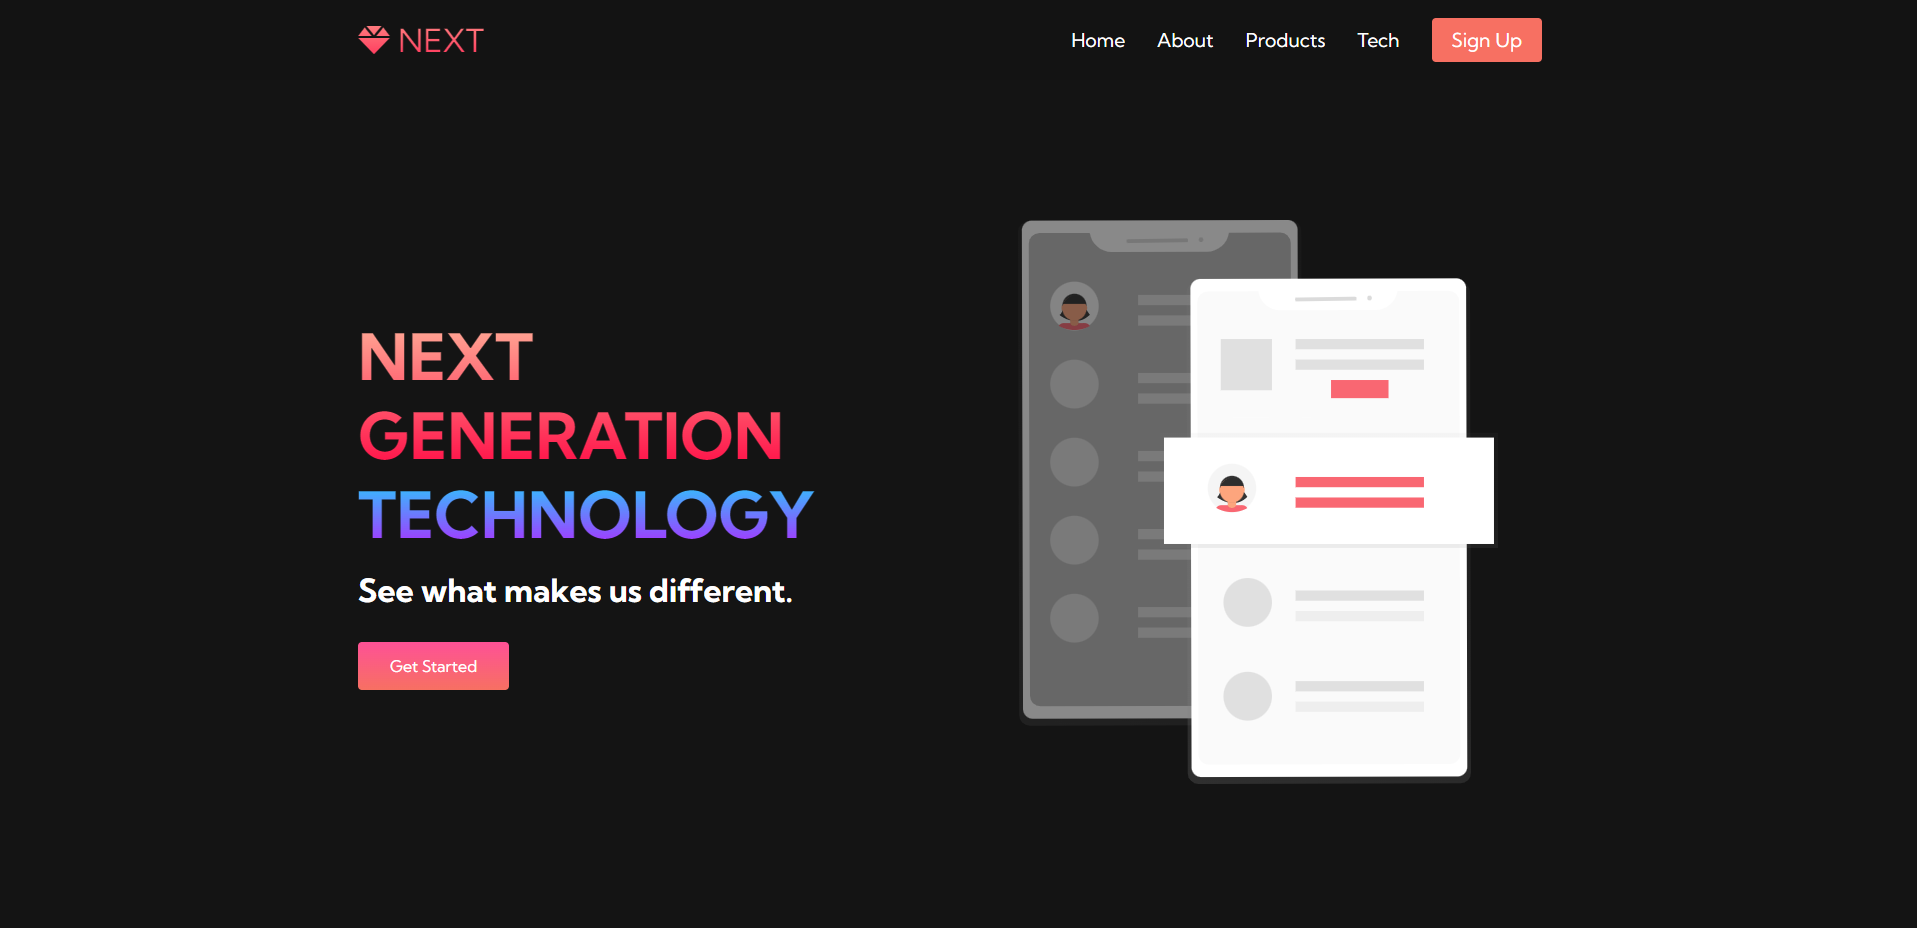 NEXT
Home About Products Tech Sign Up
NEXT
GENERATION
TECHNOLOGY
See what makes us different.
Get Started